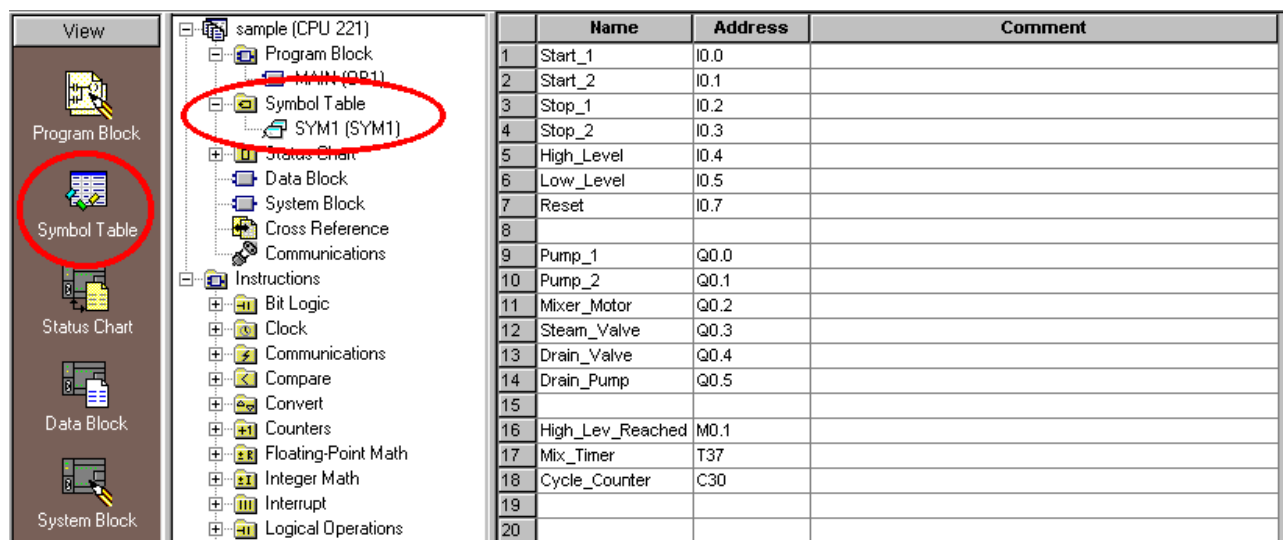 View
Program Block
Symbol Table
Status Chart
Data Block
System Block
sample (CPU 221)
Program Block
MAIN (OB1)
Symbol Table
SYM1 (SYM1)
Status Chart
Data Block
System Block
Cross Reference
Communications
Instructions
Bit Logic
Clock
Communications
Compare
Convert
Counters
Floating-Point Math
Integer Math
Interrupt
Logical Operations
Name Address Comment
1 Start_1 I0.0
2 Start_2 I0.1
3 Stop_1 I0.2
4 Stop_2 I0.3
5 High_Level I0.4
6 Low_Level I0.5
7 Reset I0.7
8
9 Pump_1 Q0.0
10 Pump_2 Q0.1
11 Mixer_Motor Q0.2
12 Steam_Valve Q0.3
13 Drain_Valve Q0.4
14 Drain_Pump Q0.5
15
16 High_Lev_Reached M0.1
17 Mix_Timer T37
18 Cycle_Counter C30
19
20